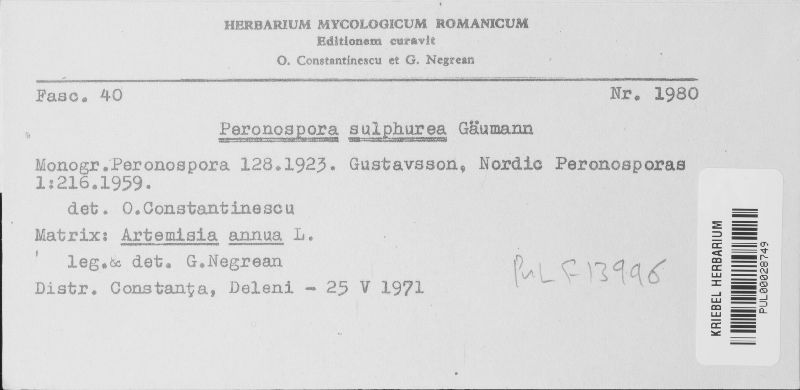 HERBARIUM MYCOLOGICUM ROMANICUM
Editionem curavit
O. Constantinescu et G. Negrean
Fasc. 40 Nr. 1980
Peronospora sulphurea Gäumann
Monogr.Peronospora 128.1923. Gustavsson, Nordic Peronosporas
1:216.1959.
det. O.Constantinescu
Matrix: Artemisia annua L.
leg.& det. G.Negrean
Distr. Constanţa, Deleni - 25 V 1971
PUL F13996
KRIEBEL HERBARIUM
PUL00028749